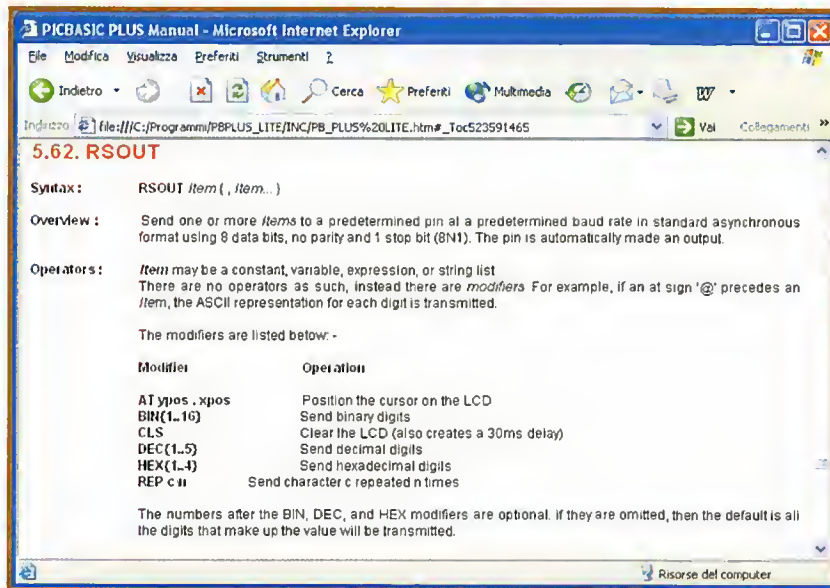 PICBASIC PLUS Manual - Microsoft Internet Explorer
File Modifica Visualizza Preferiti Strumenti ?
Indietro Cerca Preferiti Multimedia
Indirizzo file:///C:/Programmi/PBPLUS_LITE/INC/PB_PLUS%20LITE.htm#_Toc523591465 Vai Collegamenti »
5.62. RSOUT
Syntax : RSOUT Item { , Item... }
Overview : Send one or more Items to a predetermined pin at a predetermined baud rate in standard asynchronous
format using 8 data bits, no parity and 1 stop bit (8N1). The pin is automatically made an output.
Operators : Item may be a constant, variable, expression, or string list
There are no operators as such, instead there are modifiers. For example, if an at sign '@' precedes an
Item, the ASCII representation for each digit is transmitted.
The modifiers are listed below: -
Modifier Operation
AT ypos , xpos Position the cursor on the LCD
BIN{1..16} Send binary digits
CLS Clear the LCD (also creates a 30ms delay)
DEC{1..5} Send decimal digits
HEX{1..4} Send hexadecimal digits
REP c\n Send character c repeated n times
The numbers after the BIN, DEC, and HEX modifiers are optional. If they are omitted, then the default is all
the digits that make up the value will be transmitted.
Risorse del computer